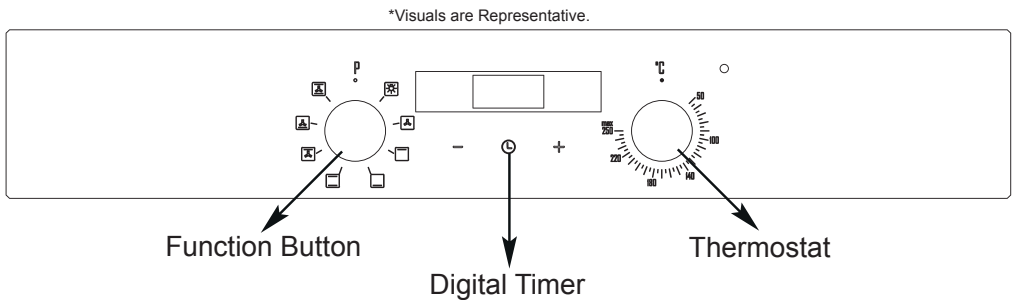 *Visuals are Representative.
P
°C
50
100
140
180
220
max
250
− +
Function Button
Thermostat
Digital Timer